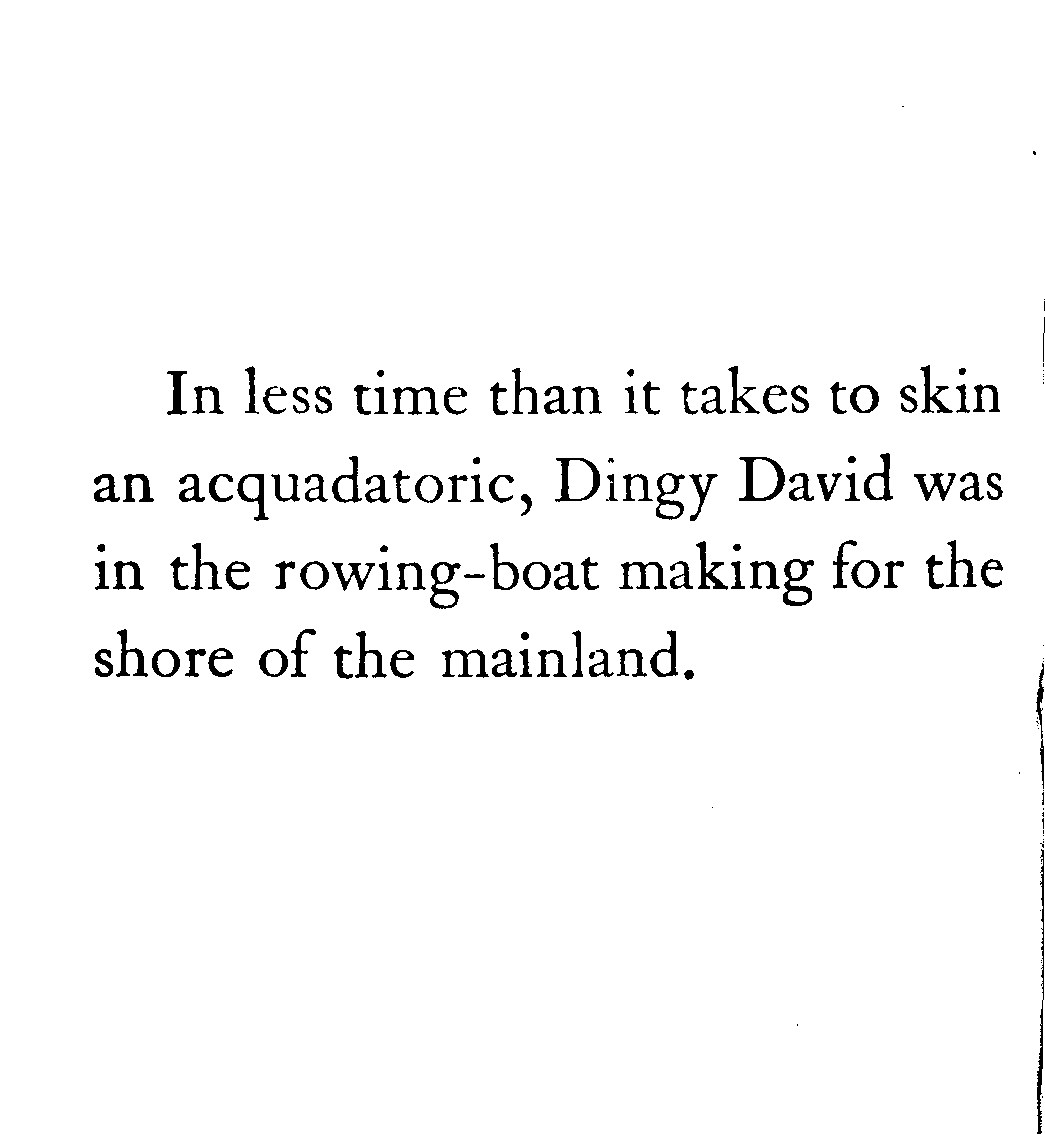 In less time than it takes to skin
an acquadatoric, Dingy David was
in the rowing-boat making for the
shore of the mainland.